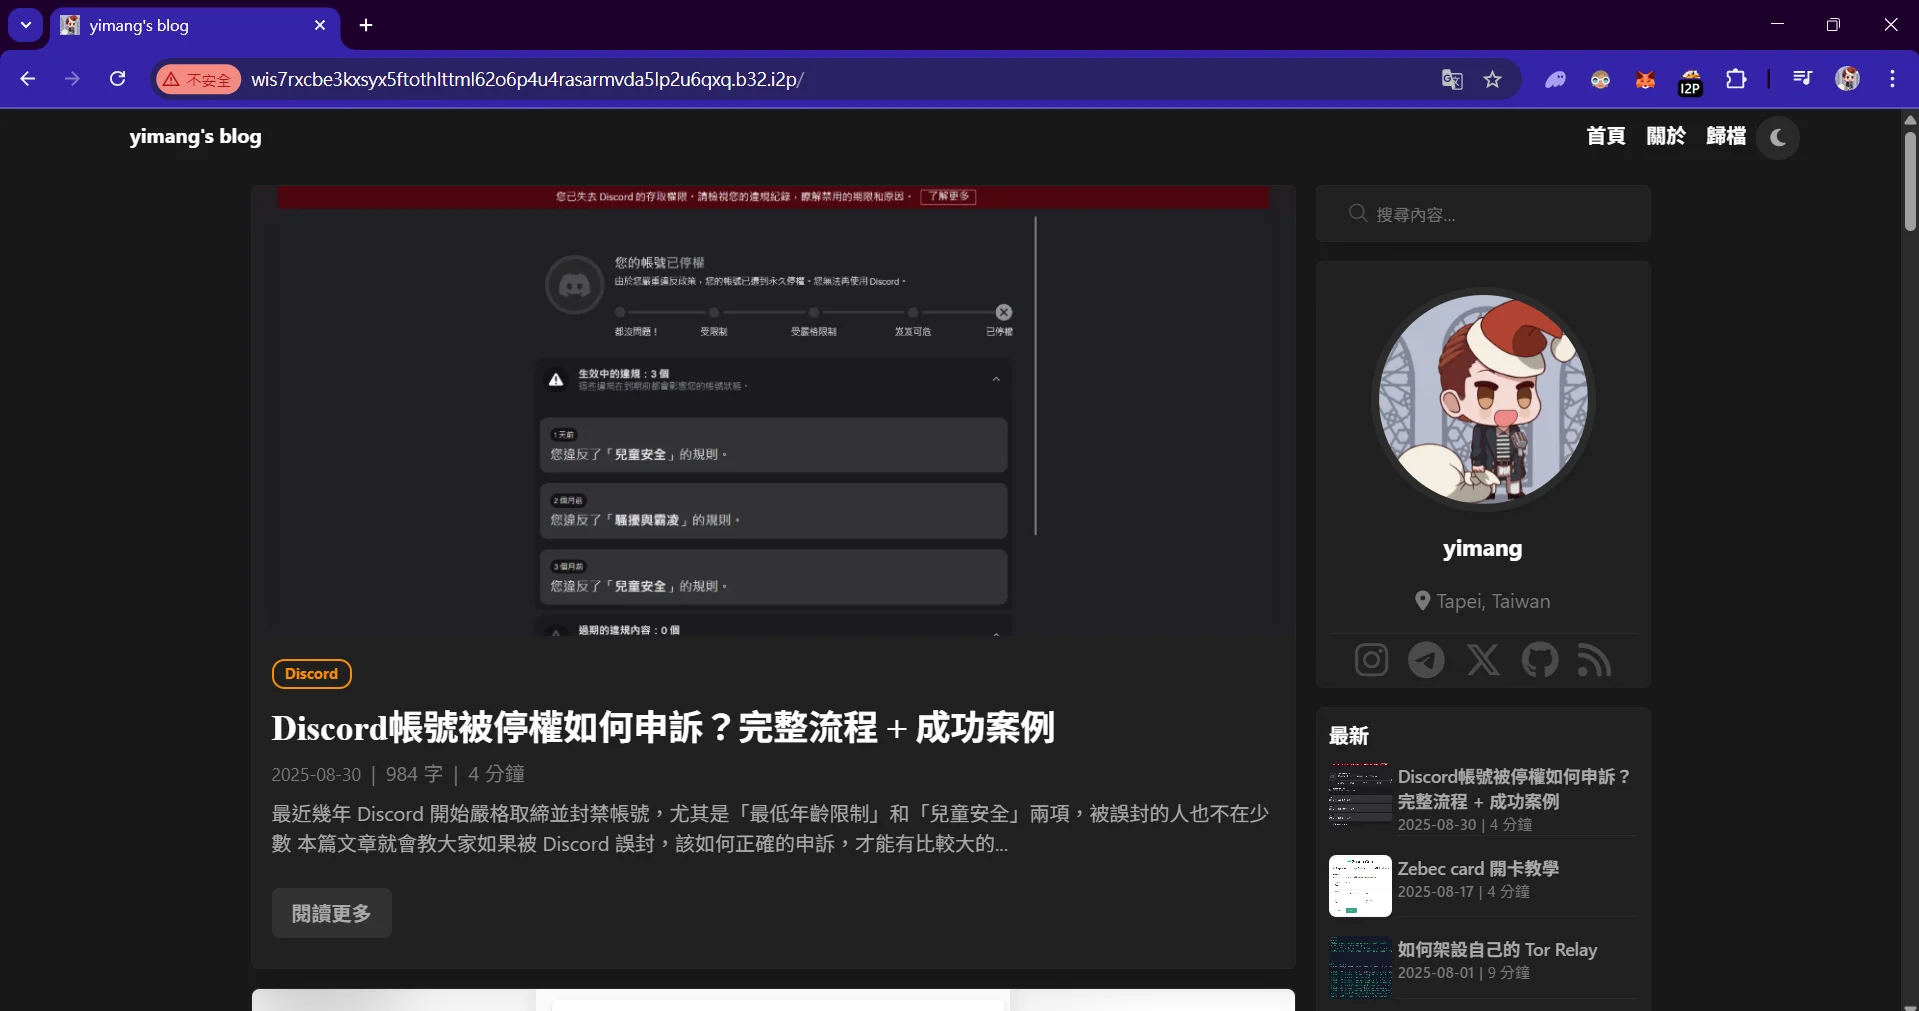 yimang's blog
不安全
wis7rxcbe3kxsyx5ftothlttml62o6p4u4rasarmvda5lp2u6qxq.b32.i2p/
I2P
yimang's blog
首頁 關於 歸檔
您已失去 Discord 的存取權限。請檢視您的違規紀錄，瞭解禁用的期限和原因。 了解更多
您的帳號已停權
由於您嚴重違反政策，您的帳號已遭到永久停權。您無法再使用 Discord。
都沒問題！ 受限制 受嚴格限制 岌岌可危 已停權
生效中的違規：3 個
這些違規在到期前都會影響您的帳號狀態。
1 天前
您違反了「兒童安全」的規則。
2 個月前
您違反了「騷擾與霸凌」的規則。
3 個月前
您違反了「兒童安全」的規則。
過期的違規內容：0 個
Discord
Discord帳號被停權如何申訴？完整流程 + 成功案例
2025-08-30 | 984 字 | 4 分鐘
最近幾年 Discord 開始嚴格取締並封禁帳號，尤其是「最低年齡限制」和「兒童安全」兩項，被誤封的人也不在少
數 本篇文章就會教大家如果被 Discord 誤封，該如何正確的申訴，才能有比較大的...
閱讀更多
搜尋內容...
yimang
Tapei, Taiwan
最新
Discord帳號被停權如何申訴？
完整流程 + 成功案例
2025-08-30 | 4 分鐘
Zebec card 開卡教學
2025-08-17 | 4 分鐘
如何架設自己的 Tor Relay
2025-08-01 | 9 分鐘